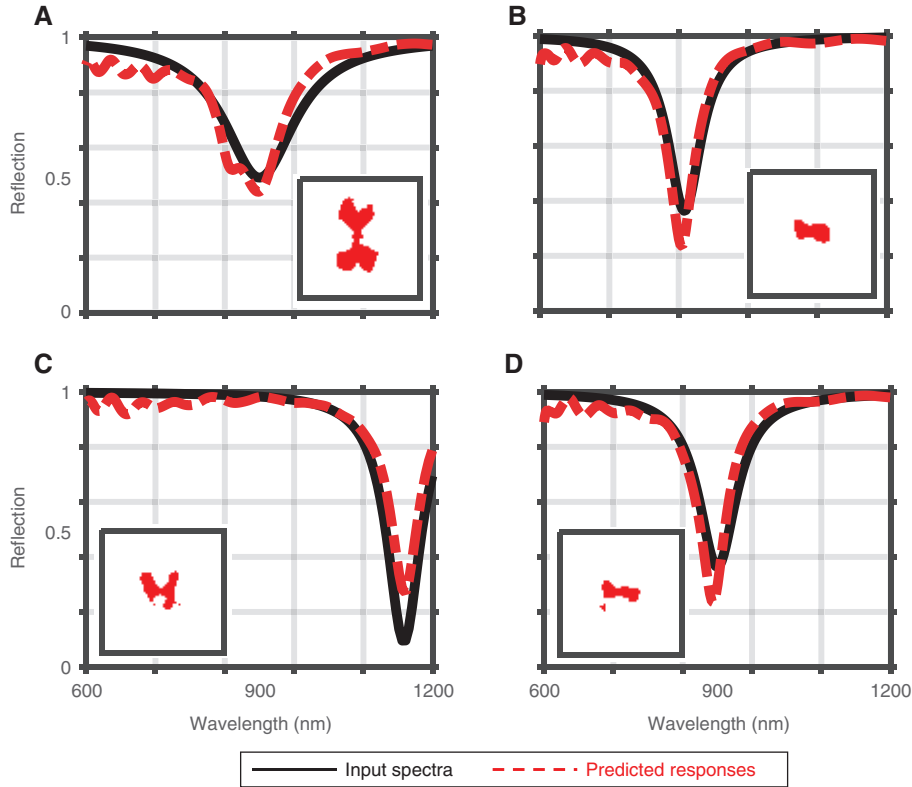 A
B
1
0.5
0
Reflection
C
D
1
0.5
0
Reflection
600
900
1200
600
900
1200
Wavelength (nm)
Wavelength (nm)
Input spectra
Predicted responses